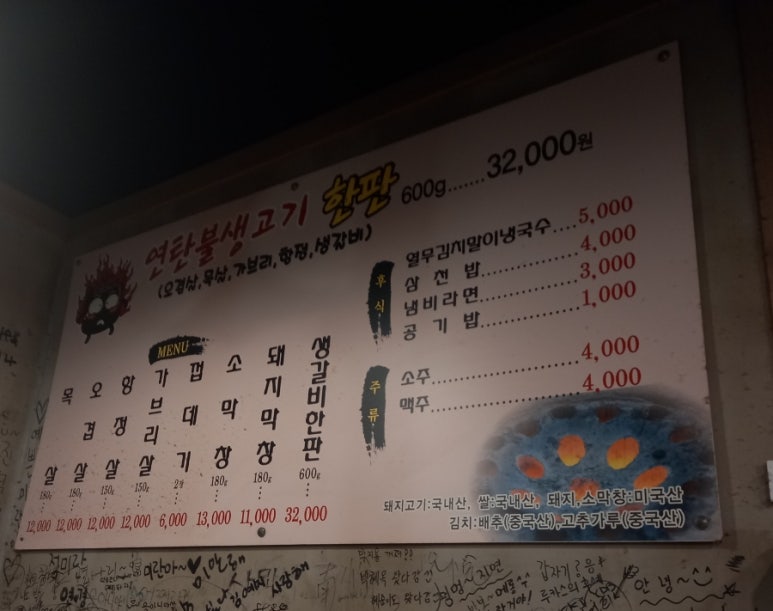 연탄불생고기 한판 600g.......32,000원
(오겹살,목살,가브리,항정,생갈비)
MENU
목살 180g 12,000
오겹살 180g 12,000
항정살 150g 12,000
가브리살 150g 12,000
껍데기 6,000
소막창 180g 13,000
돼지막창 180g 11,000
생갈비한판 600g 32,000
후식
열무김치말이냉국수....5,000
삼천밥....................4,000
냄비라면..................3,000
공기밥....................1,000
주류
소주......................4,000
맥주......................4,000
돼지고기:국내산, 쌀:국내산, 돼지,소막창:미국산
김치:배추(중국산),고추가루(중국산)
미란아~
안녕~^^